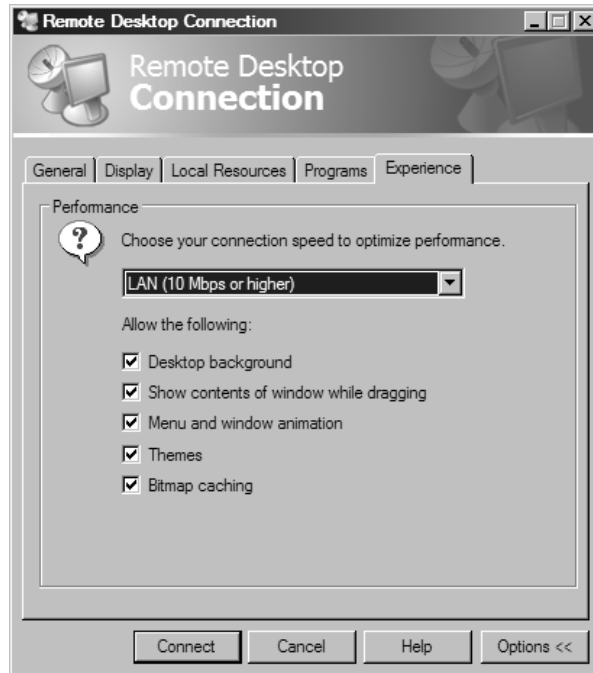 Remote Desktop Connection
Remote Desktop
Connection
General Display Local Resources Programs Experience
Performance
?
Choose your connection speed to optimize performance.
LAN (10 Mbps or higher)
Allow the following:
Desktop background
Show contents of window while dragging
Menu and window animation
Themes
Bitmap caching
Connect Cancel Help Options <<